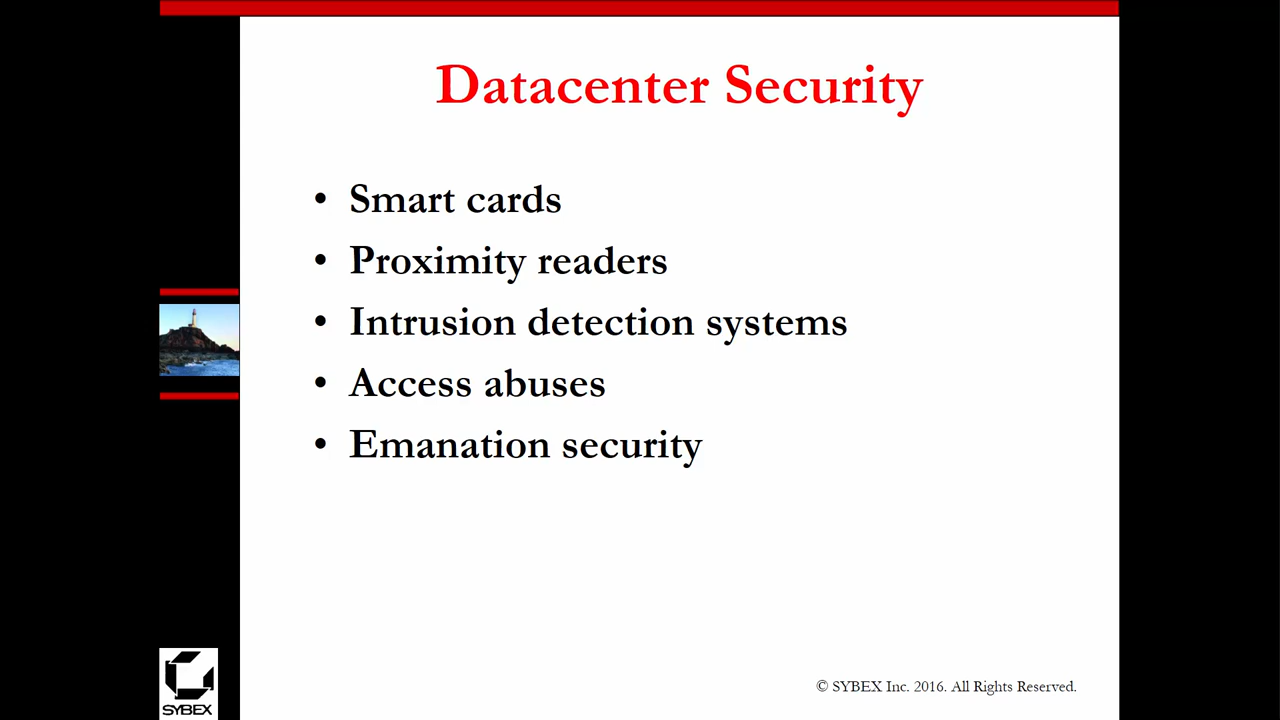 Datacenter Security
• Smart cards
• Proximity readers
• Intrusion detection systems
• Access abuses
• Emanation security
© SYBEX Inc. 2016. All Rights Reserved.
SYBEX